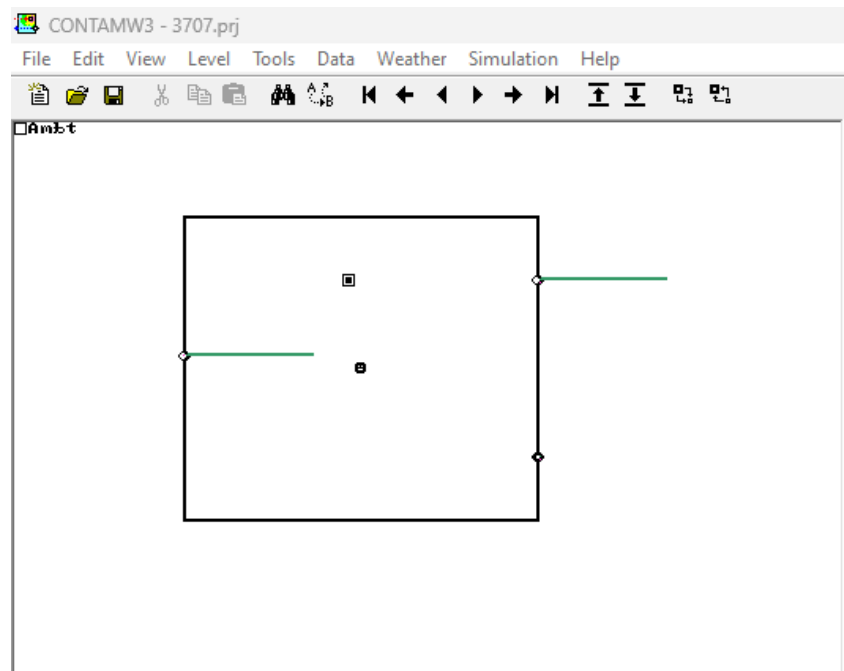 CONTAMW3 - 3707.prj
File Edit View Level Tools Data Weather Simulation Help
A B
Ambt